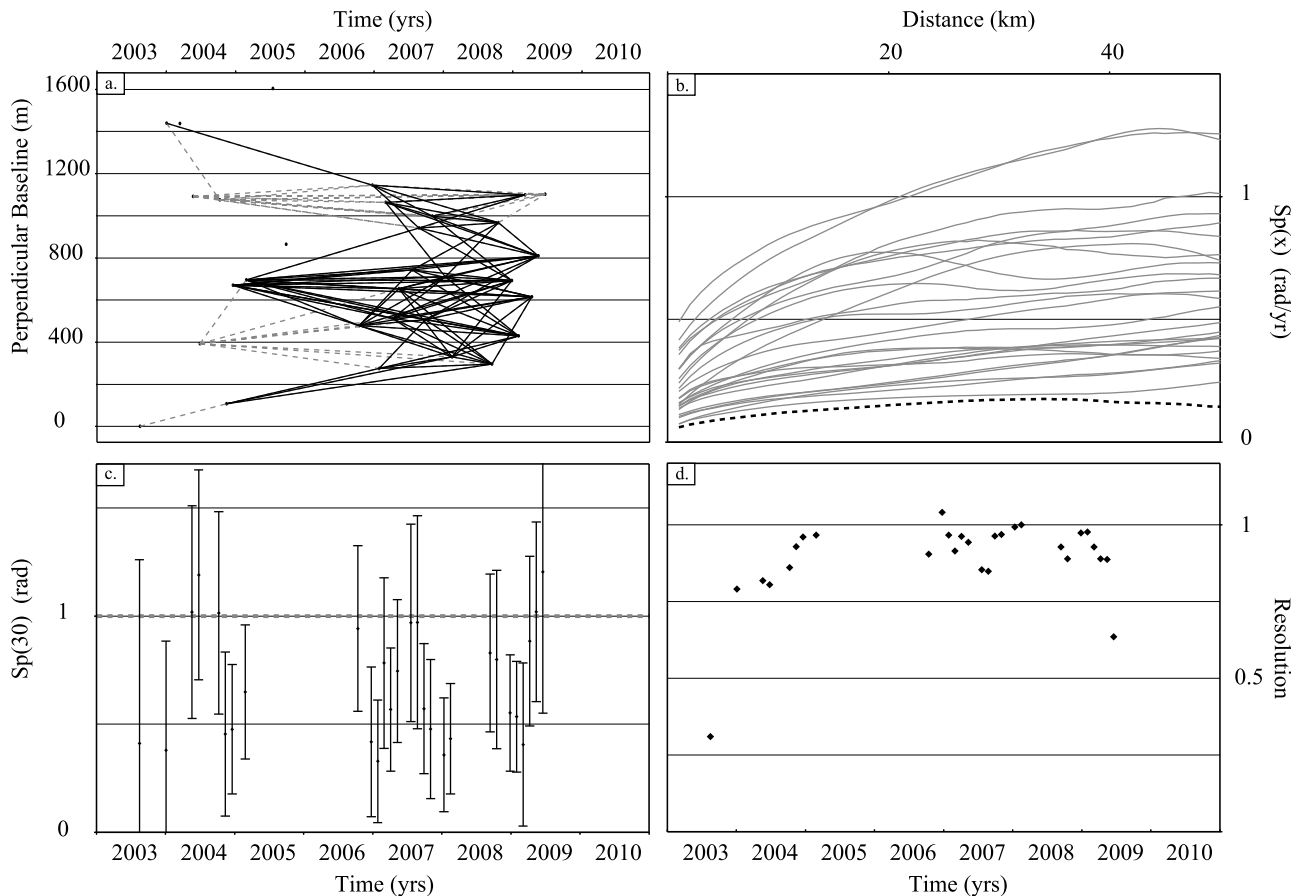 Time (yrs)
2003 2004 2005 2006 2007 2008 2009 2010
a.
1600
1200
800
400
0
Perpendicular Baseline (m)
Distance (km)
20 40
b.
1
0
Sp(x) (rad/yr)
c.
1
0
Sp(30) (rad)
2003 2004 2005 2006 2007 2008 2009 2010
Time (yrs)
d.
1
0.5
Resolution
2003 2004 2005 2006 2007 2008 2009 2010
Time (yrs)